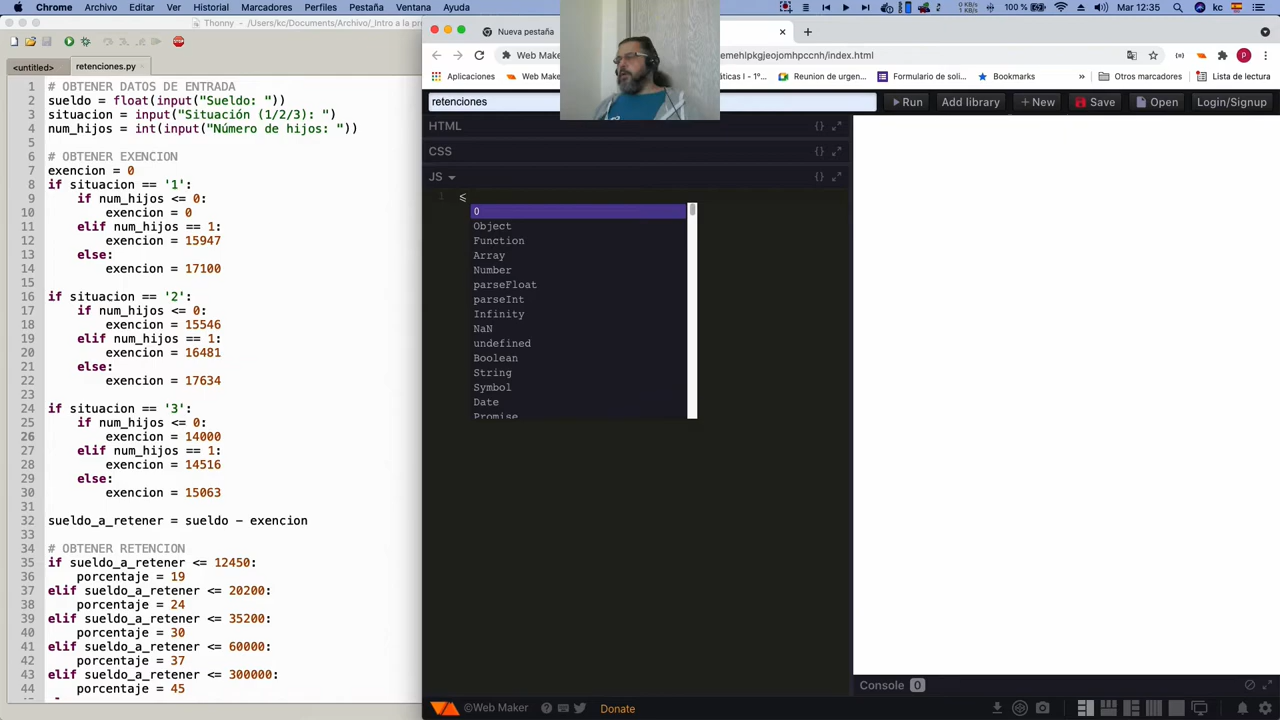 Chrome Archivo Editar Ver Historial Marcadores Perfiles Pestaña Ventana Ayuda
100 % Mar 12:35
Thonny - /Users/kc/Documents/Archivo/_Intro a la pr
<untitled> retenciones.py
1 # OBTENER DATOS DE ENTRADA
2 sueldo = float(input("Sueldo: "))
3 situacion = input("Situación (1/2/3): ")
4 num_hijos = int(input("Número de hijos: "))
5
6 # OBTENER EXENCION
7 exencion = 0
8 if situacion == '1':
9 if num_hijos <= 0:
10 exencion = 0
11 elif num_hijos == 1:
12 exencion = 15947
13 else:
14 exencion = 17100
15
16 if situacion == '2':
17 if num_hijos <= 0:
18 exencion = 15546
19 elif num_hijos == 1:
20 exencion = 16481
21 else:
22 exencion = 17634
23
24 if situacion == '3':
25 if num_hijos <= 0:
26 exencion = 14000
27 elif num_hijos == 1:
28 exencion = 14516
29 else:
30 exencion = 15063
31
32 sueldo_a_retener = sueldo - exencion
33
34 # OBTENER RETENCION
35 if sueldo_a_retener <= 12450:
36 porcentaje = 19
37 elif sueldo_a_retener <= 20200:
38 porcentaje = 24
39 elif sueldo_a_retener <= 35200:
40 porcentaje = 30
41 elif sueldo_a_retener <= 60000:
42 porcentaje = 37
43 elif sueldo_a_retener <= 300000:
44 porcentaje = 45
Nueva pestaña
Web Make emehlpkgjeojomhpccnh/index.html
Aplicaciones Web Make áticas I - 1º... Reunion de urgen... Formulario de solic... Bookmarks » Otros marcadores Lista de lectura
retenciones Run Add library + New Save Open Login/Signup
HTML {}
CSS {}
JS {}
1 <
0
Object
Function
Array
Number
parseFloat
parseInt
Infinity
NaN
undefined
Boolean
String
Symbol
Date
Promise
Console 0
©Web Maker Donate